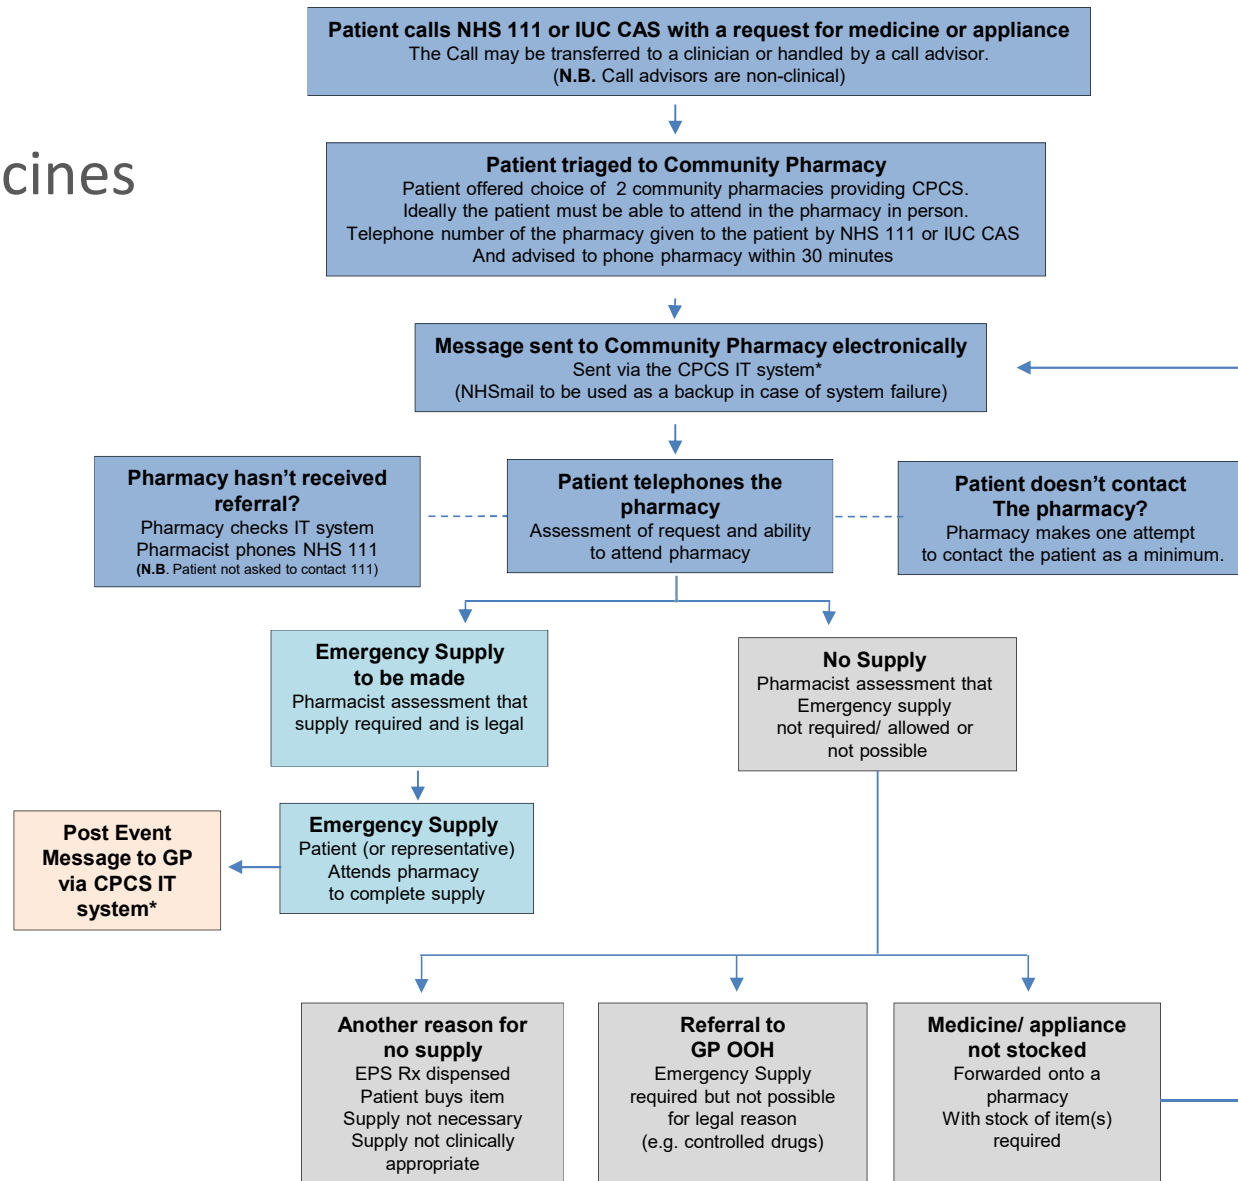 Patient calls NHS 111 or IUC CAS with a request for medicine or appliance
The Call may be transferred to a clinician or handled by a call advisor.
(N.B. Call advisors are non-clinical)
cines
Patient triaged to Community Pharmacy
Patient offered choice of 2 community pharmacies providing CPCS.
Ideally the patient must be able to attend in the pharmacy in person.
Telephone number of the pharmacy given to the patient by NHS 111 or IUC CAS
And advised to phone pharmacy within 30 minutes
Message sent to Community Pharmacy electronically
Sent via the CPCS IT system*
(NHSmail to be used as a backup in case of system failure)
Pharmacy hasn’t received
referral?
Pharmacy checks IT system
Pharmacist phones NHS 111
(N.B. Patient not asked to contact 111)
Patient telephones the
pharmacy
Assessment of request and ability
to attend pharmacy
Patient doesn’t contact
The pharmacy?
Pharmacy makes one attempt
to contact the patient as a minimum.
Emergency Supply
to be made
Pharmacist assessment that
supply required and is legal
No Supply
Pharmacist assessment that
Emergency supply
not required/ allowed or
not possible
Post Event
Message to GP
via CPCS IT
system*
Emergency Supply
Patient (or representative)
Attends pharmacy
to complete supply
Another reason for
no supply
EPS Rx dispensed
Patient buys item
Supply not necessary
Supply not clinically
appropriate
Referral to
GP OOH
Emergency Supply
required but not possible
for legal reason
(e.g. controlled drugs)
Medicine/ appliance
not stocked
Forwarded onto a
pharmacy
With stock of item(s)
required